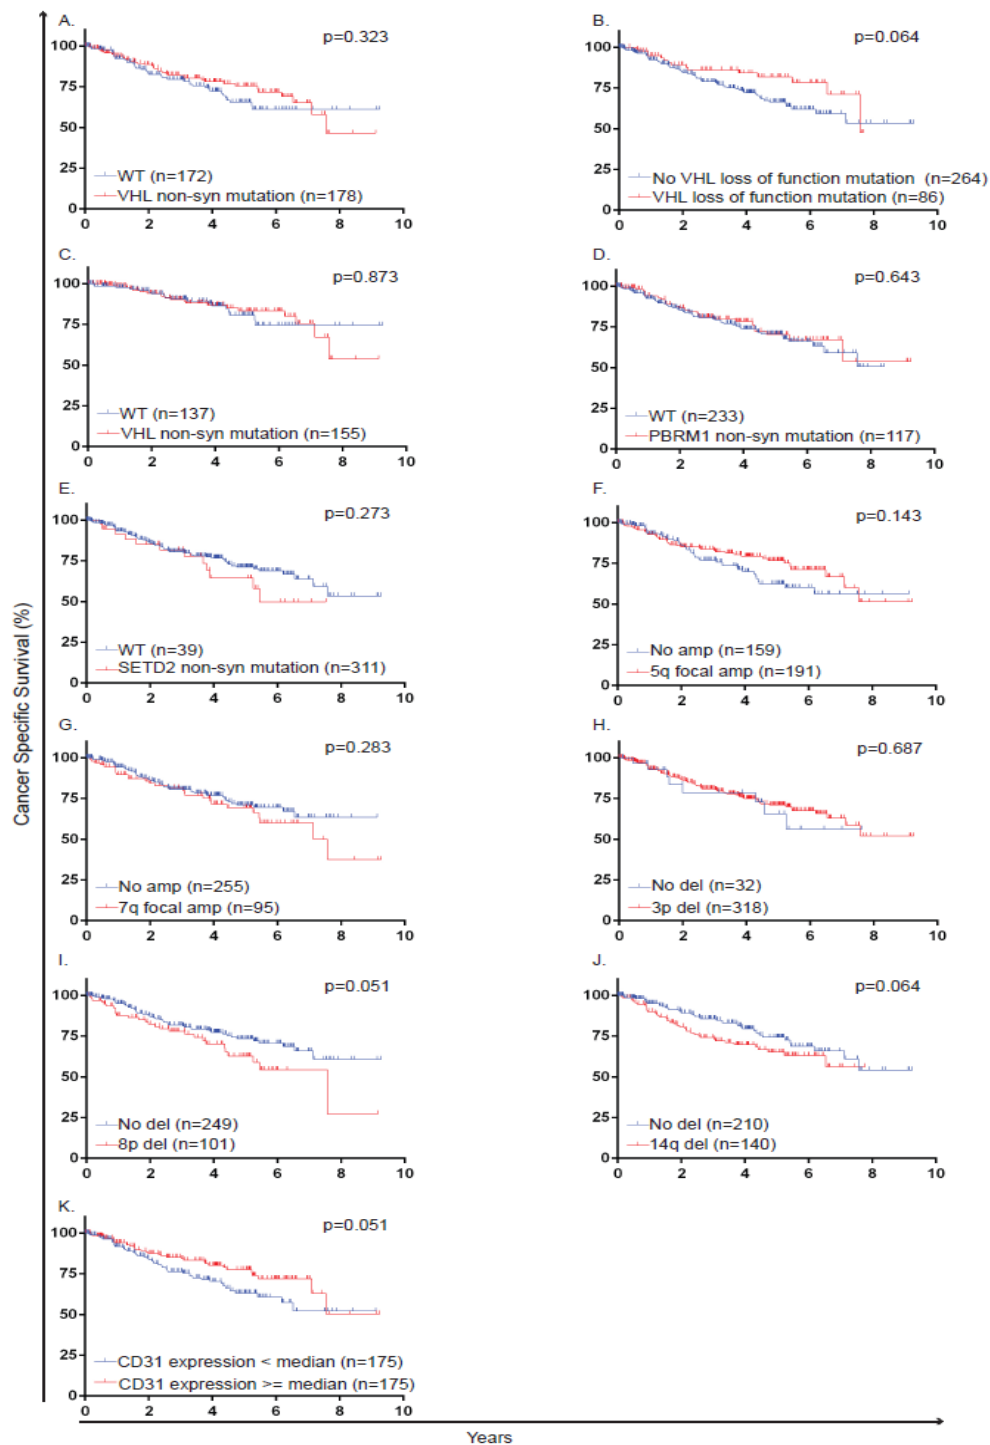 A.
p=0.323
100
75
50
25
0
WT (n=172)
VHL non-syn mutation (n=178)
0 2 4 6 8 10
B.
p=0.064
100
75
50
25
0
No VHL loss of function mutation (n=264)
VHL loss of function mutation (n=86)
0 2 4 6 8 10
C.
p=0.873
100
75
50
25
0
WT (n=137)
VHL non-syn mutation (n=155)
0 2 4 6 8 10
D.
p=0.643
100
75
50
25
0
WT (n=233)
PBRM1 non-syn mutation (n=117)
0 2 4 6 8 10
E.
p=0.273
100
75
50
25
0
WT (n=39)
SETD2 non-syn mutation (n=311)
0 2 4 6 8 10
F.
p=0.143
100
75
50
25
0
No amp (n=159)
5q focal amp (n=191)
0 2 4 6 8 10
G.
p=0.283
100
75
50
25
0
No amp (n=255)
7q focal amp (n=95)
0 2 4 6 8 10
H.
p=0.687
100
75
50
25
0
No del (n=32)
3p del (n=318)
0 2 4 6 8 10
I.
p=0.051
100
75
50
25
0
No del (n=249)
8p del (n=101)
0 2 4 6 8 10
J.
p=0.064
100
75
50
25
0
No del (n=210)
14q del (n=140)
0 2 4 6 8 10
K.
p=0.051
100
75
50
25
0
CD31 expression < median (n=175)
CD31 expression >= median (n=175)
0 2 4 6 8 10
Cancer Specific Survival (%)
Years